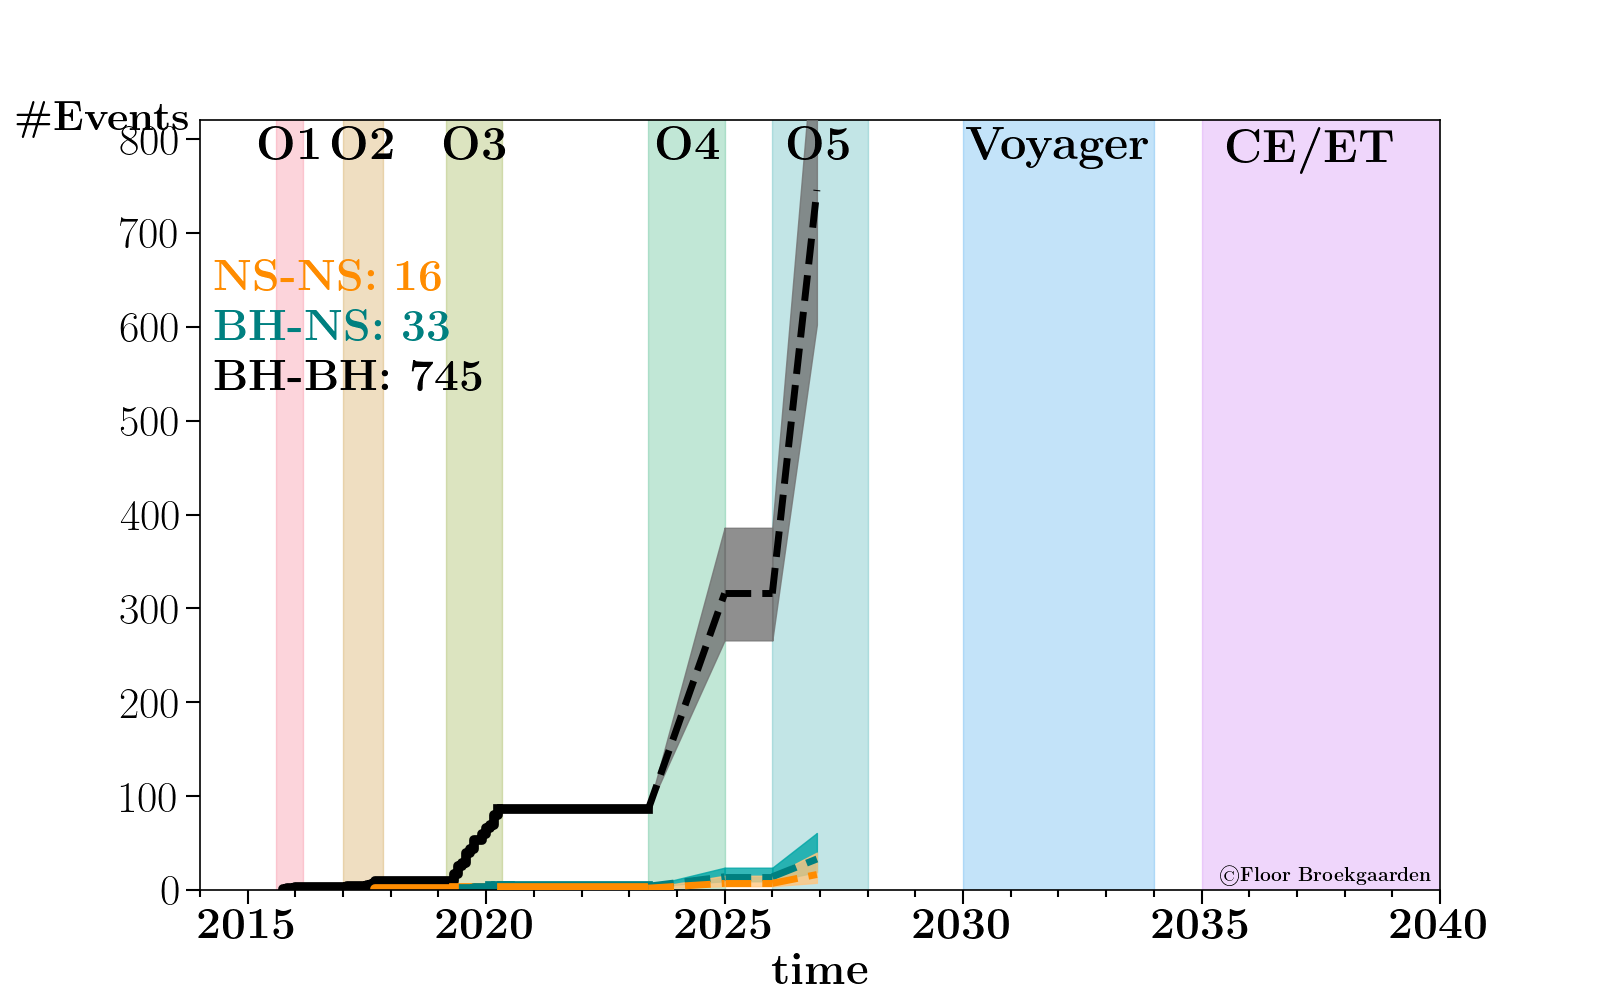 #Events
800
O1 O2 O3 O4 O5 Voyager CE/ET
700
NS-NS: 16
600
BH-NS: 33
BH-BH: 745
500
400
300
200
100
©Floor Broekgaarden
0
2015 2020 2025 2030 2035 2040
time